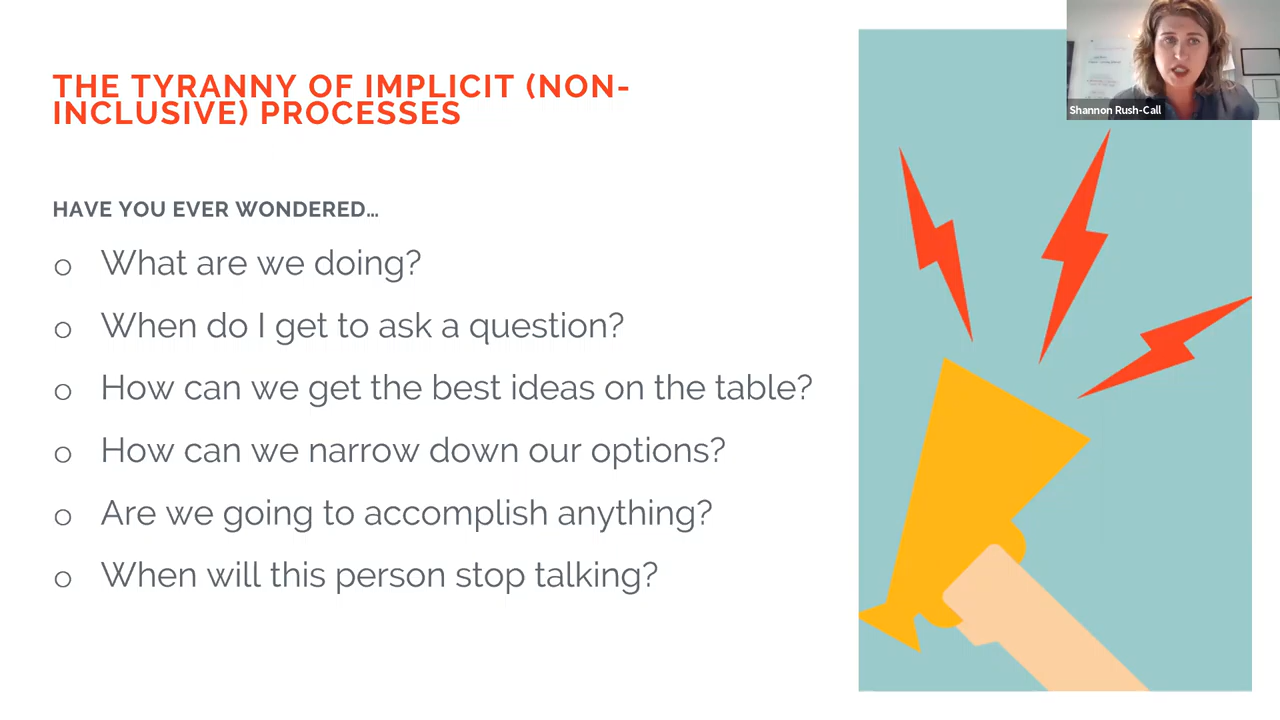 THE TYRANNY OF IMPLICIT (NON-
INCLUSIVE) PROCESSES
HAVE YOU EVER WONDERED…
o What are we doing?
o When do I get to ask a question?
o How can we get the best ideas on the table?
o How can we narrow down our options?
o Are we going to accomplish anything?
o When will this person stop talking?
Shannon Rush-Call